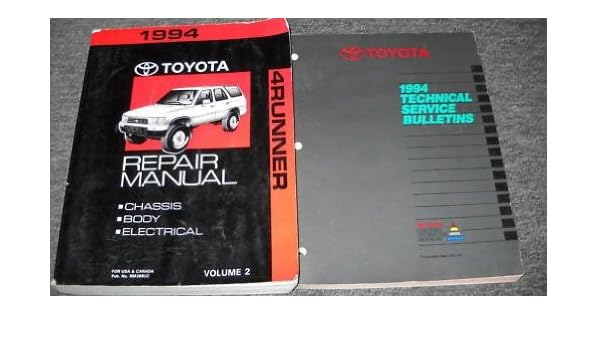 1994
TOYOTA
4RUNNER
REPAIR
MANUAL
CHASSIS
BODY
ELECTRICAL
FOR USA & CANADA
VOLUME 2
TOYOTA
1994
TECHNICAL
SERVICE
BULLETINS